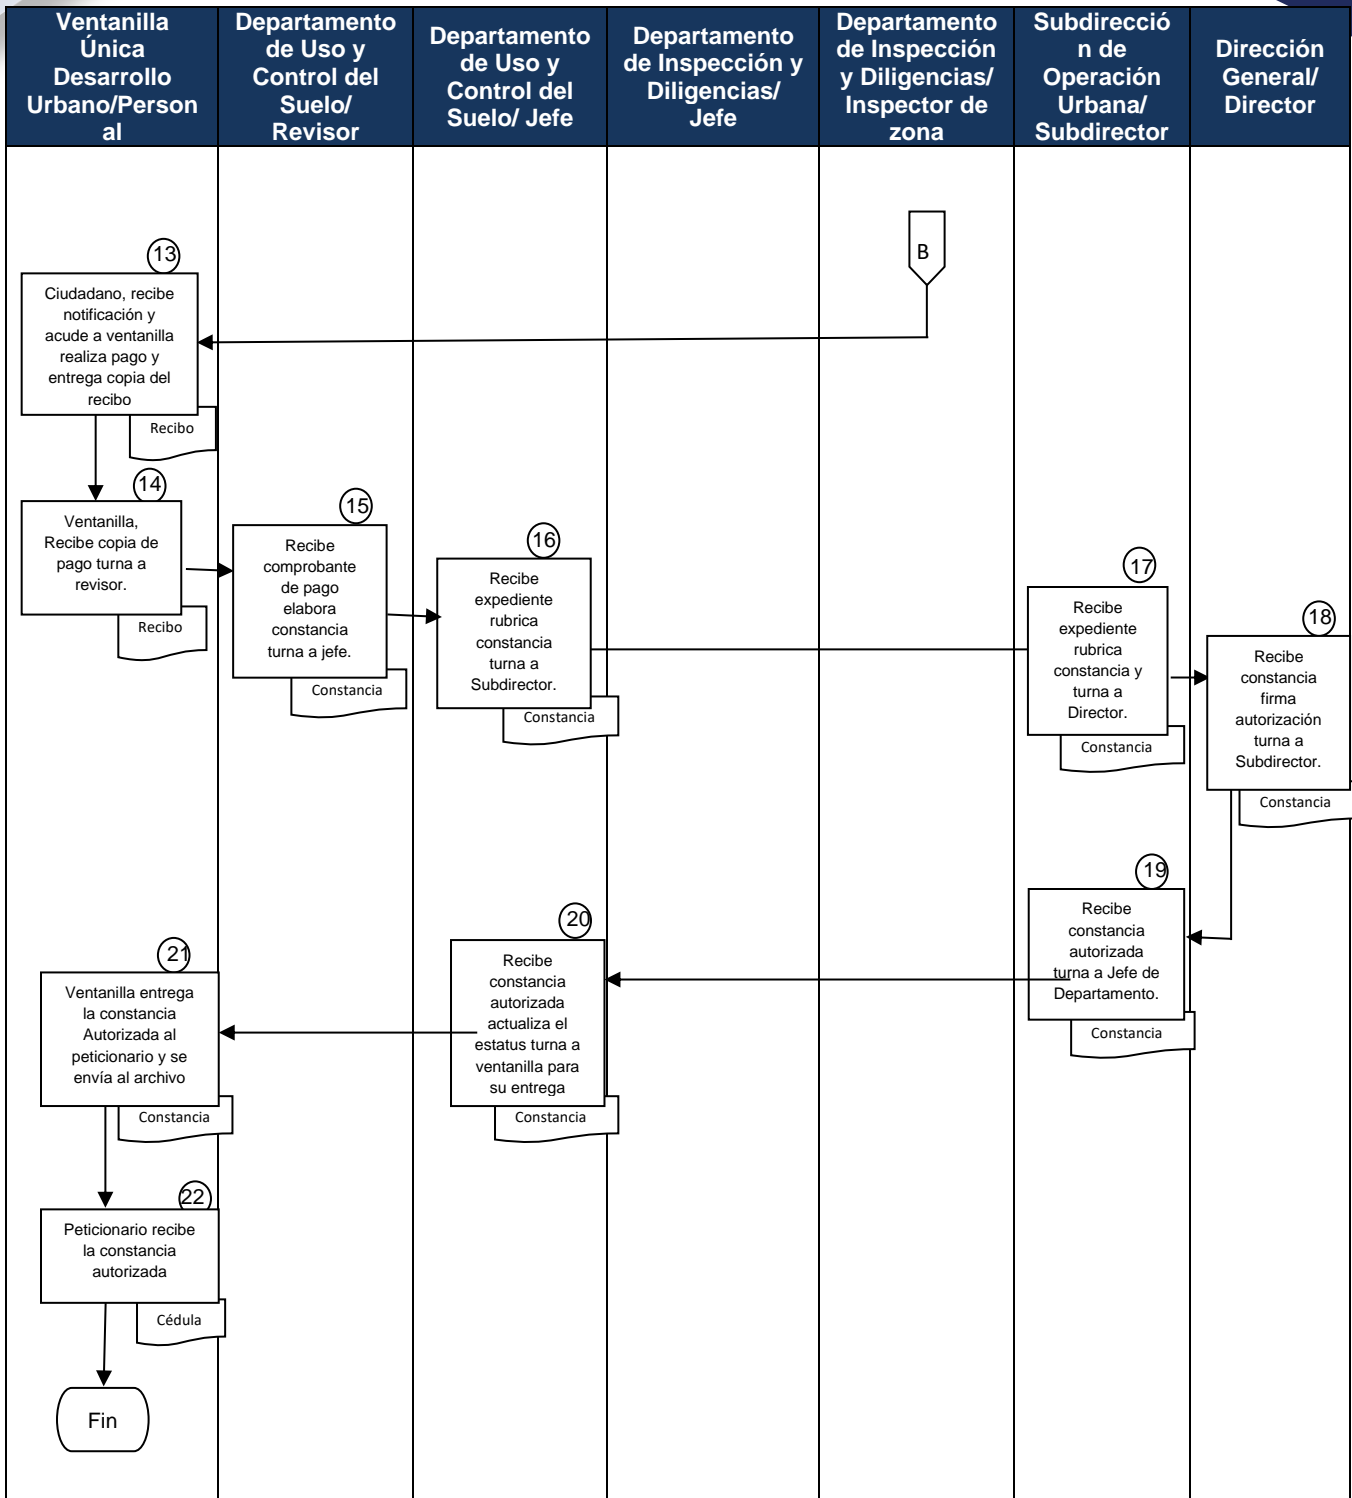 Ventanilla
Única
Desarrollo
Urbano/Person
al
Departamento
de Uso y
Control del
Suelo/
Revisor
Departamento
de Uso y
Control del
Suelo/ Jefe
Departamento
de Inspección y
Diligencias/
Jefe
Departamento
de Inspección
y Diligencias/
Inspector de
zona
Subdirecció
n de
Operación
Urbana/
Subdirector
Dirección
General/
Director
B
13
Ciudadano, recibe
notificación y
acude a ventanilla
realiza pago y
entrega copia del
recibo
Recibo
14
Ventanilla,
Recibe copia de
pago turna a
revisor.
Recibo
15
Recibe
comprobante
de pago
elabora
constancia
turna a jefe.
Constancia
16
Recibe
expediente
rubrica
constancia
turna a
Subdirector.
Constancia
17
Recibe
expediente
rubrica
constancia y
turna a
Director.
Constancia
18
Recibe
constancia
firma
autorización
turna a
Subdirector.
Constancia
19
Recibe
constancia
autorizada
turna a Jefe de
Departamento.
Constancia
20
Recibe
constancia
autorizada
actualiza el
estatus turna a
ventanilla para
su entrega
Constancia
21
Ventanilla entrega
la constancia
Autorizada al
peticionario y se
envía al archivo
Constancia
22
Peticionario recibe
la constancia
autorizada
Cédula
Fin